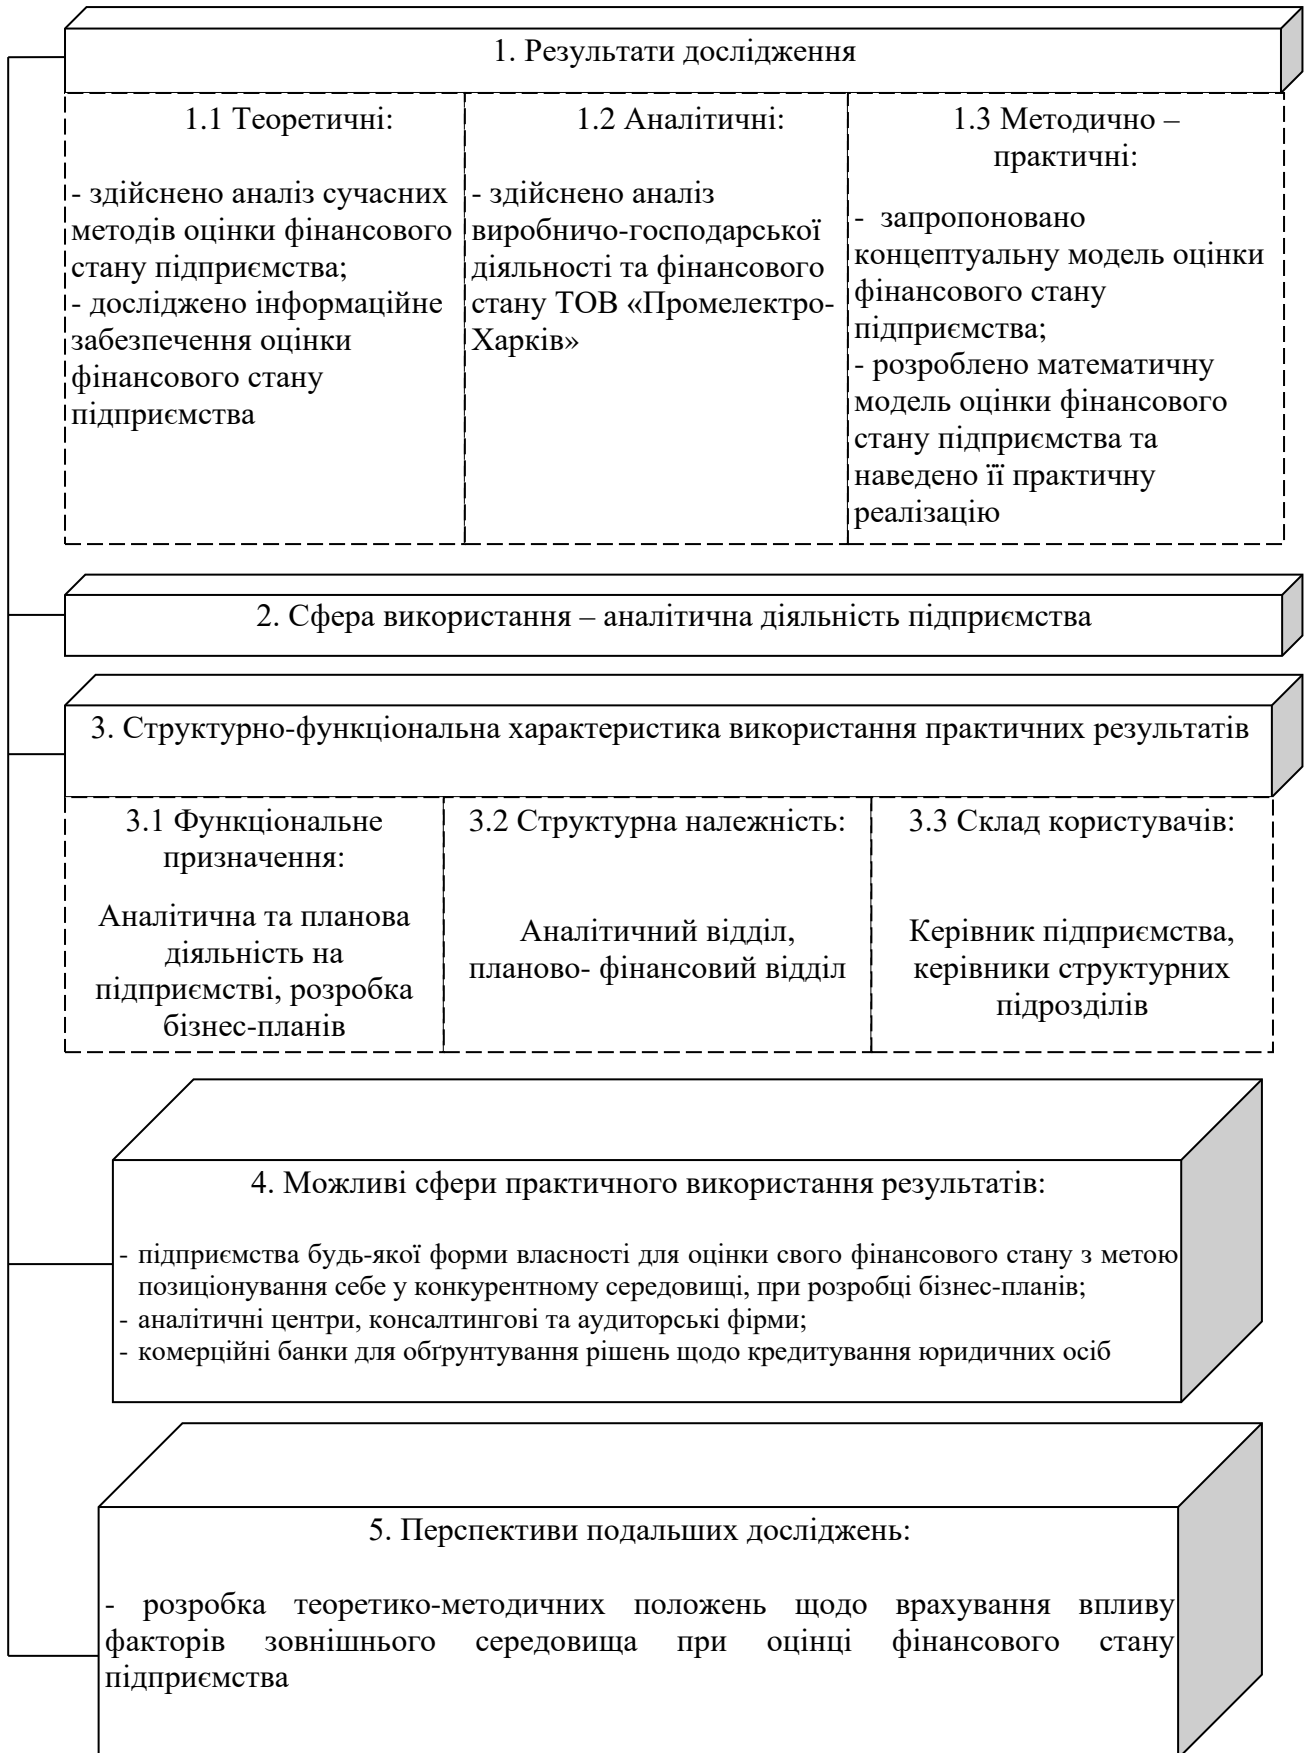 1. Результати дослідження
1.1 Теоретичні:
- здійснено аналіз сучасних
методів оцінки фінансового
стану підприємства;
- досліджено інформаційне
забезпечення оцінки
фінансового стану
підприємства
1.2 Аналітичні:
- здійснено аналіз
виробничо-господарської
діяльності та фінансового
стану ТОВ «Промелектро-
Харків»
1.3 Методично –
практичні:
- запропоновано
концептуальну модель оцінки
фінансового стану
підприємства;
- розроблено математичну
модель оцінки фінансового
стану підприємства та
наведено її практичну
реалізацію
2. Сфера використання – аналітична діяльність підприємства
3. Структурно-функціональна характеристика використання практичних результатів
3.1 Функціональне
призначення:
Аналітична та планова
діяльність на
підприємстві, розробка
бізнес-планів
3.2 Структурна належність:
Аналітичний відділ,
планово- фінансовий відділ
3.3 Склад користувачів:
Керівник підприємства,
керівники структурних
підрозділів
4. Можливі сфери практичного використання результатів:
- підприємства будь-якої форми власності для оцінки свого фінансового стану з метою
позиціонування себе у конкурентному середовищі, при розробці бізнес-планів;
- аналітичні центри, консалтингові та аудиторські фірми;
- комерційні банки для обґрунтування рішень щодо кредитування юридичних осіб
5. Перспективи подальших досліджень:
- розробка теоретико-методичних положень щодо врахування впливу
факторів зовнішнього середовища при оцінці фінансового стану
підприємства